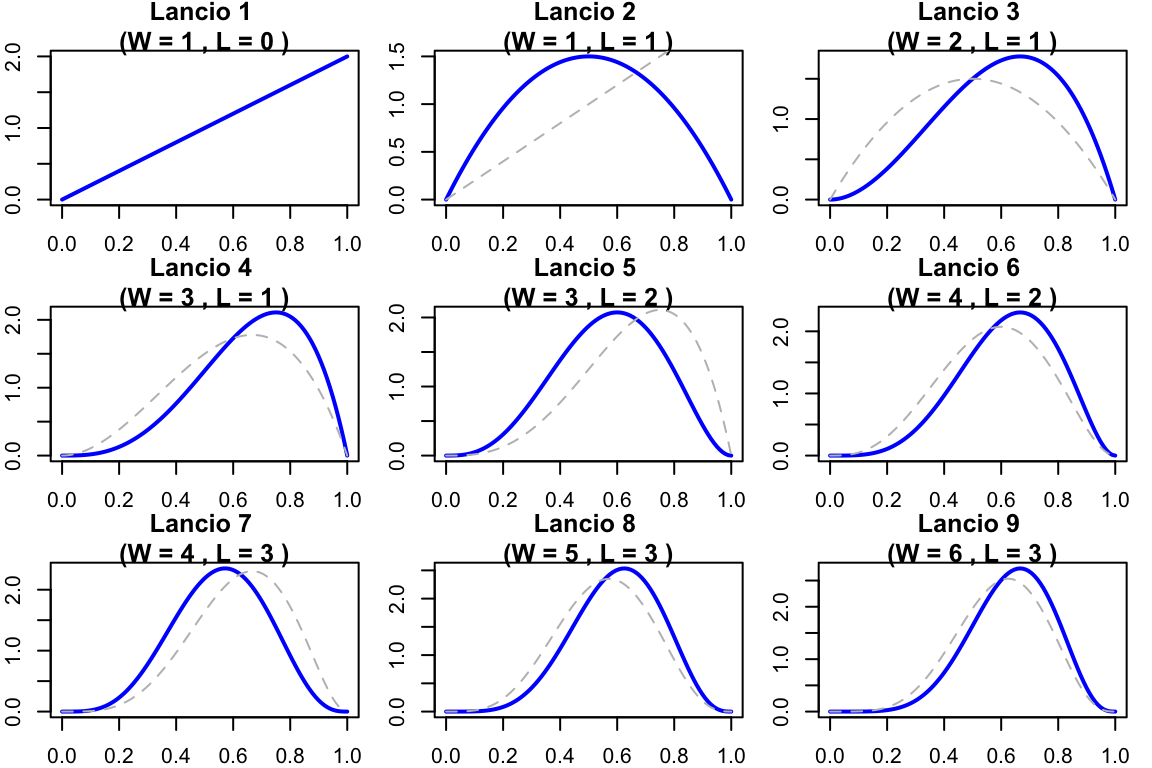 Lancio 1
(W = 1 , L = 0 )
2.0
1.0
0.0
0.0 0.2 0.4 0.6 0.8 1.0
Lancio 2
(W = 1 , L = 1 )
1.5
1.0
0.5
0.0
0.0 0.2 0.4 0.6 0.8 1.0
Lancio 3
(W = 2 , L = 1 )
1.0
0.0
0.0 0.2 0.4 0.6 0.8 1.0
Lancio 4
(W = 3 , L = 1 )
2.0
1.0
0.0
0.0 0.2 0.4 0.6 0.8 1.0
Lancio 5
(W = 3 , L = 2 )
2.0
1.0
0.0
0.0 0.2 0.4 0.6 0.8 1.0
Lancio 6
(W = 4 , L = 2 )
2.0
1.0
0.0
0.0 0.2 0.4 0.6 0.8 1.0
Lancio 7
(W = 4 , L = 3 )
2.0
1.0
0.0
0.0 0.2 0.4 0.6 0.8 1.0
Lancio 8
(W = 5 , L = 3 )
2.0
1.0
0.0
0.0 0.2 0.4 0.6 0.8 1.0
Lancio 9
(W = 6 , L = 3 )
2.0
1.0
0.0
0.0 0.2 0.4 0.6 0.8 1.0